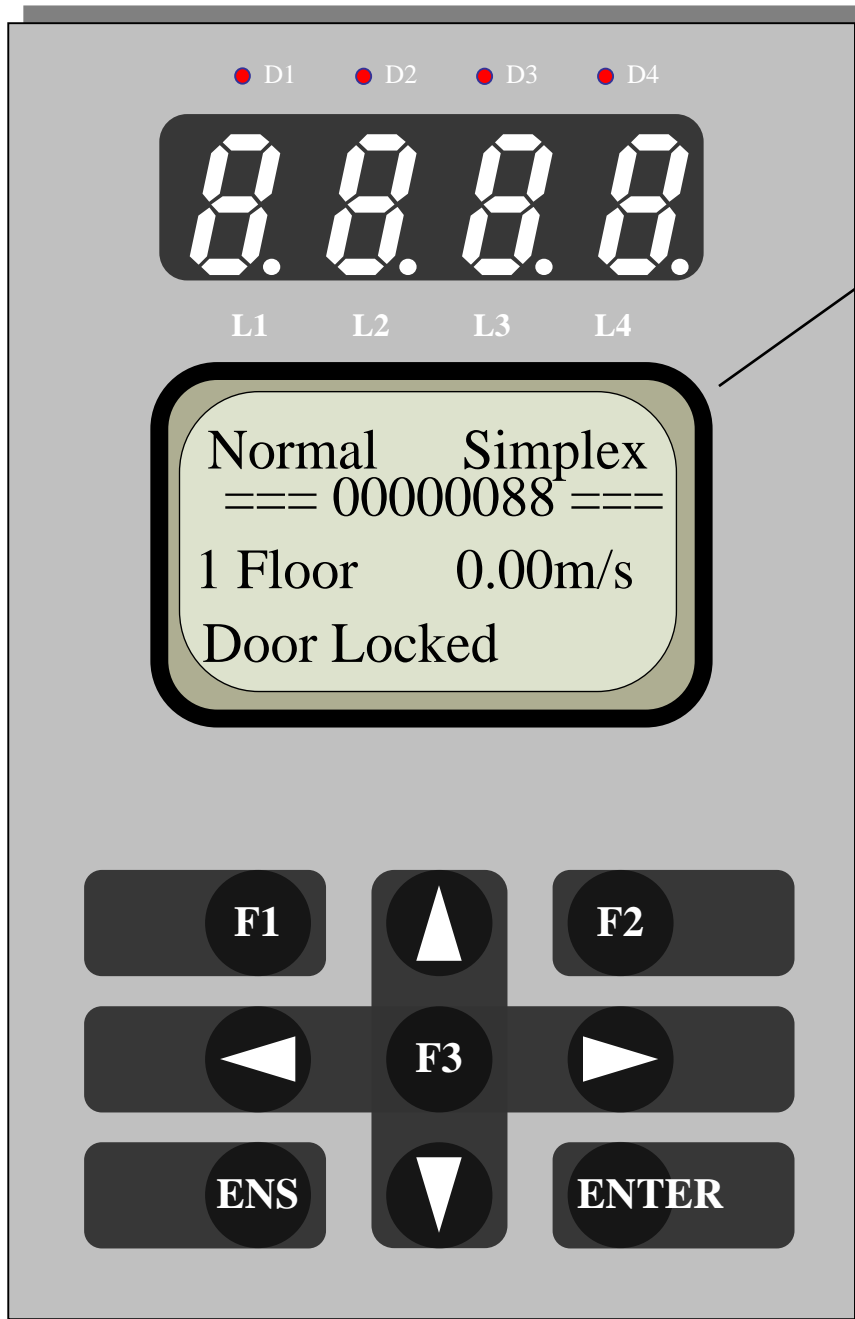 D1 D2 D3 D4
8.8.8.8.
L1 L2 L3 L4
Normal Simplex
=== 00000088 ===
1 Floor 0.00m/s
Door Locked
F1 F2
F3
ENS ENTER